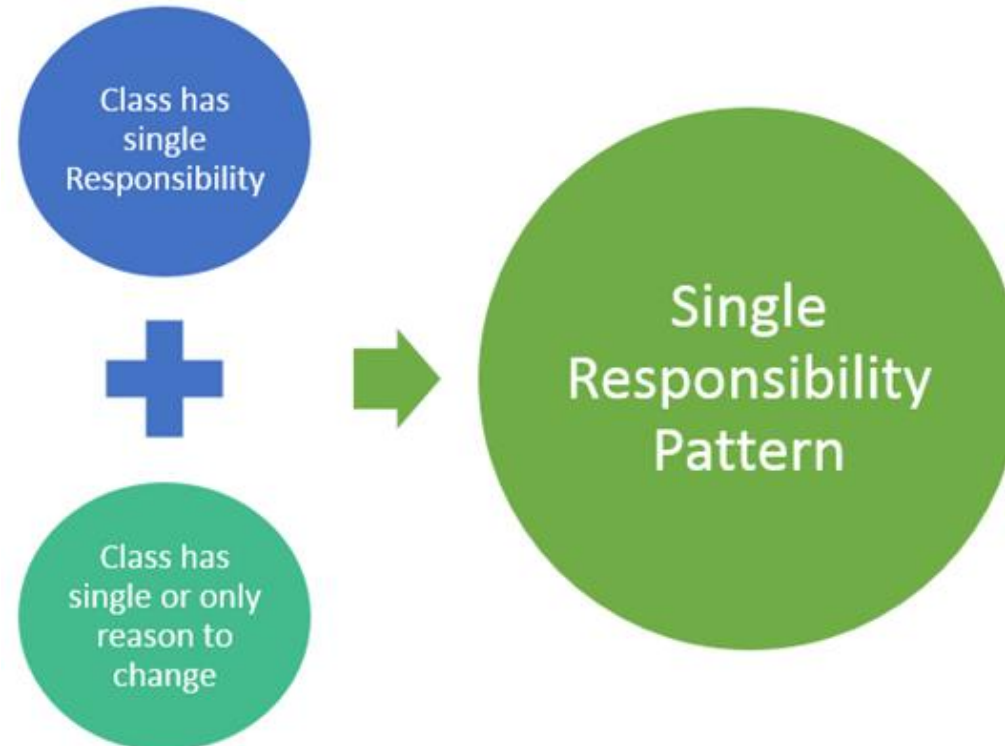 Class has
single
Responsibility
Class has
single or only
reason to
change
Single
Responsibility
Pattern